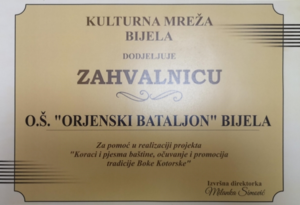 KULTURNA MREŽA
BIJELA
DODJELJUJE
ZAHVALNICU
O.Š. "ORJENSKI BATALJON" BIJELA
Za pomoć u realizaciji projekta
"Koraci i pjesma baštine, očuvanje i promocija
tradicije Boke Kotorske"
Izvršna direktorka